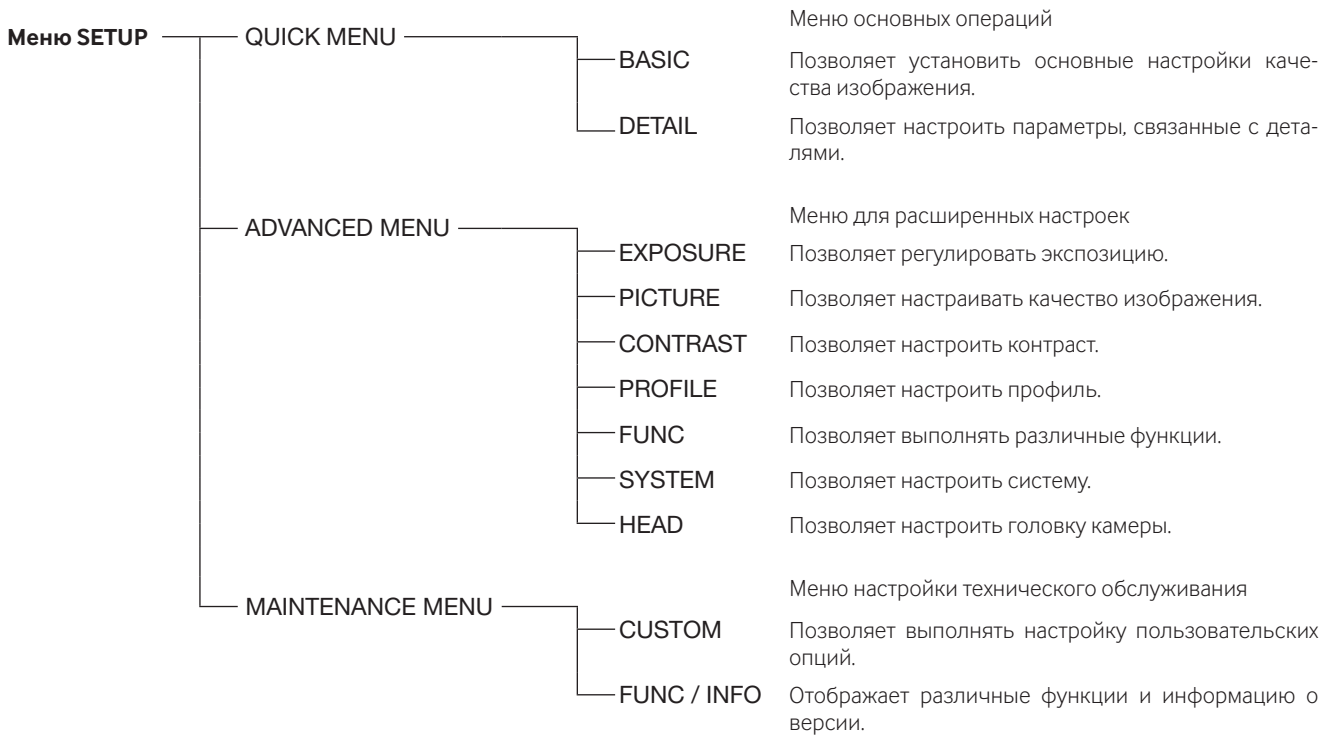 Меню основных операций
Меню SETUP QUICK MENU
BASIC Позволяет установить основные настройки каче-
ства изображения.
DETAIL Позволяет настроить параметры, связанные с дета-
лями.
Меню для расширенных настроек
ADVANCED MENU
EXPOSURE Позволяет регулировать экспозицию.
PICTURE Позволяет настраивать качество изображения.
CONTRAST Позволяет настроить контраст.
PROFILE Позволяет настроить профиль.
FUNC Позволяет выполнять различные функции.
SYSTEM Позволяет настроить систему.
HEAD Позволяет настроить головку камеры.
Меню настройки технического обслуживания
MAINTENANCE MENU
CUSTOM Позволяет выполнять настройку пользовательских
опций.
FUNC / INFO Отображает различные функции и информацию о
версии.